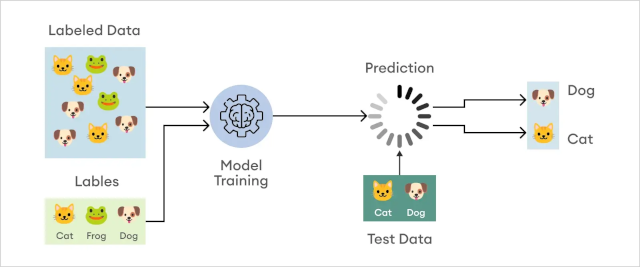 Labeled Data
Lables
Cat Frog Dog
Model
Training
Prediction
Cat Dog
Test Data
Dog
Cat